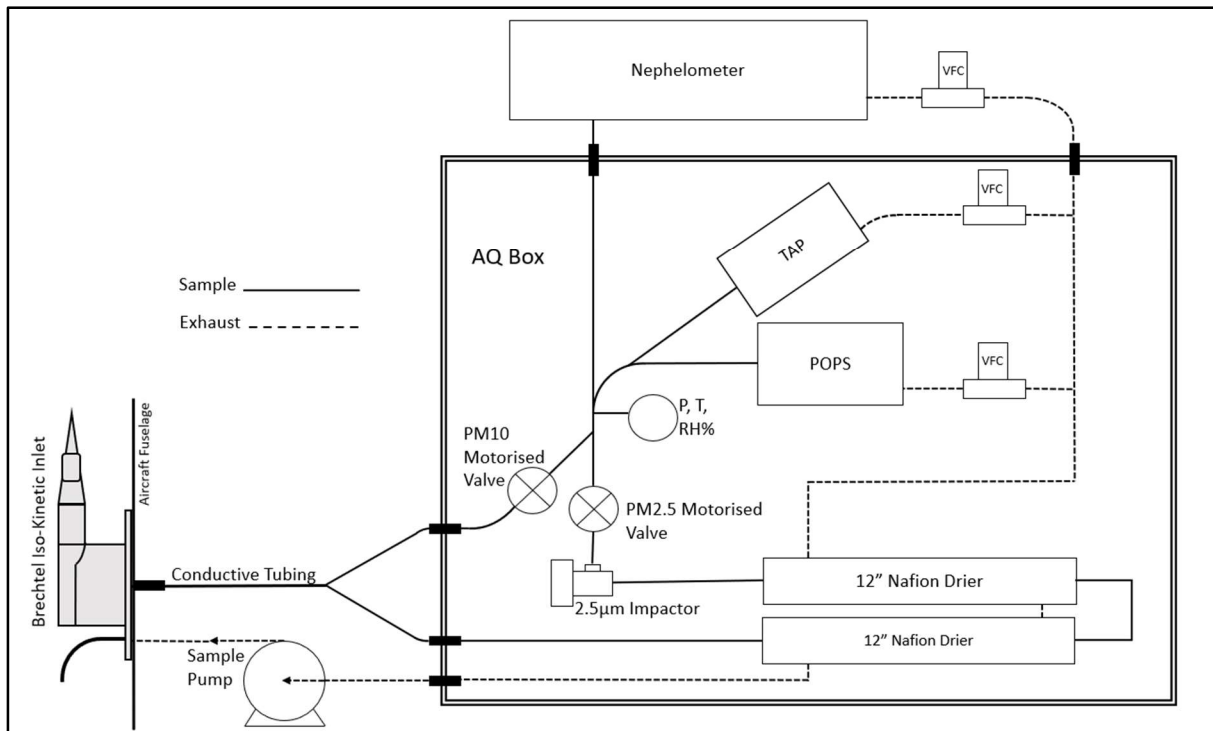 Nephelometer
VFC
VFC
AQ Box
TAP
Sample
Exhaust
VFC
POPS
P, T,
RH%
PM10
Motorised
Valve
PM2.5 Motorised
Valve
Brechtel Iso-Kinetic Inlet
Aircraft Fuselage
Conductive Tubing
2.5µm Impactor
12” Nafion Drier
12” Nafion Drier
Sample
Pump